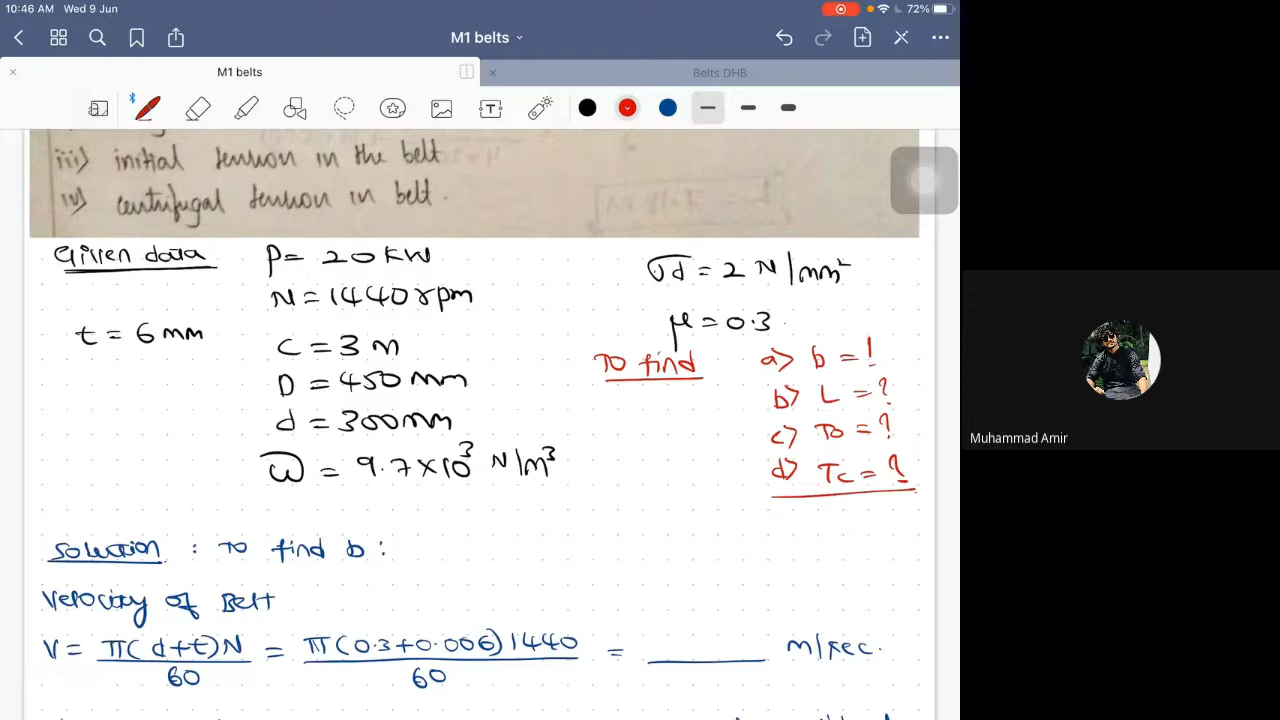 10:46 AM Wed 9 Jun
72%
M1 belts
M1 belts
Belts DHB
iii) initial tension in the belt
iv) centrifugal tension in belt.
Given data
P = 20 KW
N = 1440 rpm
t = 6 mm
C = 3 m
D = 450 mm
d = 300mm
ω = 9.7×10³ N/m³
σd = 2 N/mm²
μ = 0.3
To find
a) b = !
b) L = ?
c) To = ?
d) Tc = ?
Muhammad Amir
Solution : To find b :
Velocity of Belt
V = π(d+t)N/60 = π(0.3+0.006)1440/60 = ______ m/sec.